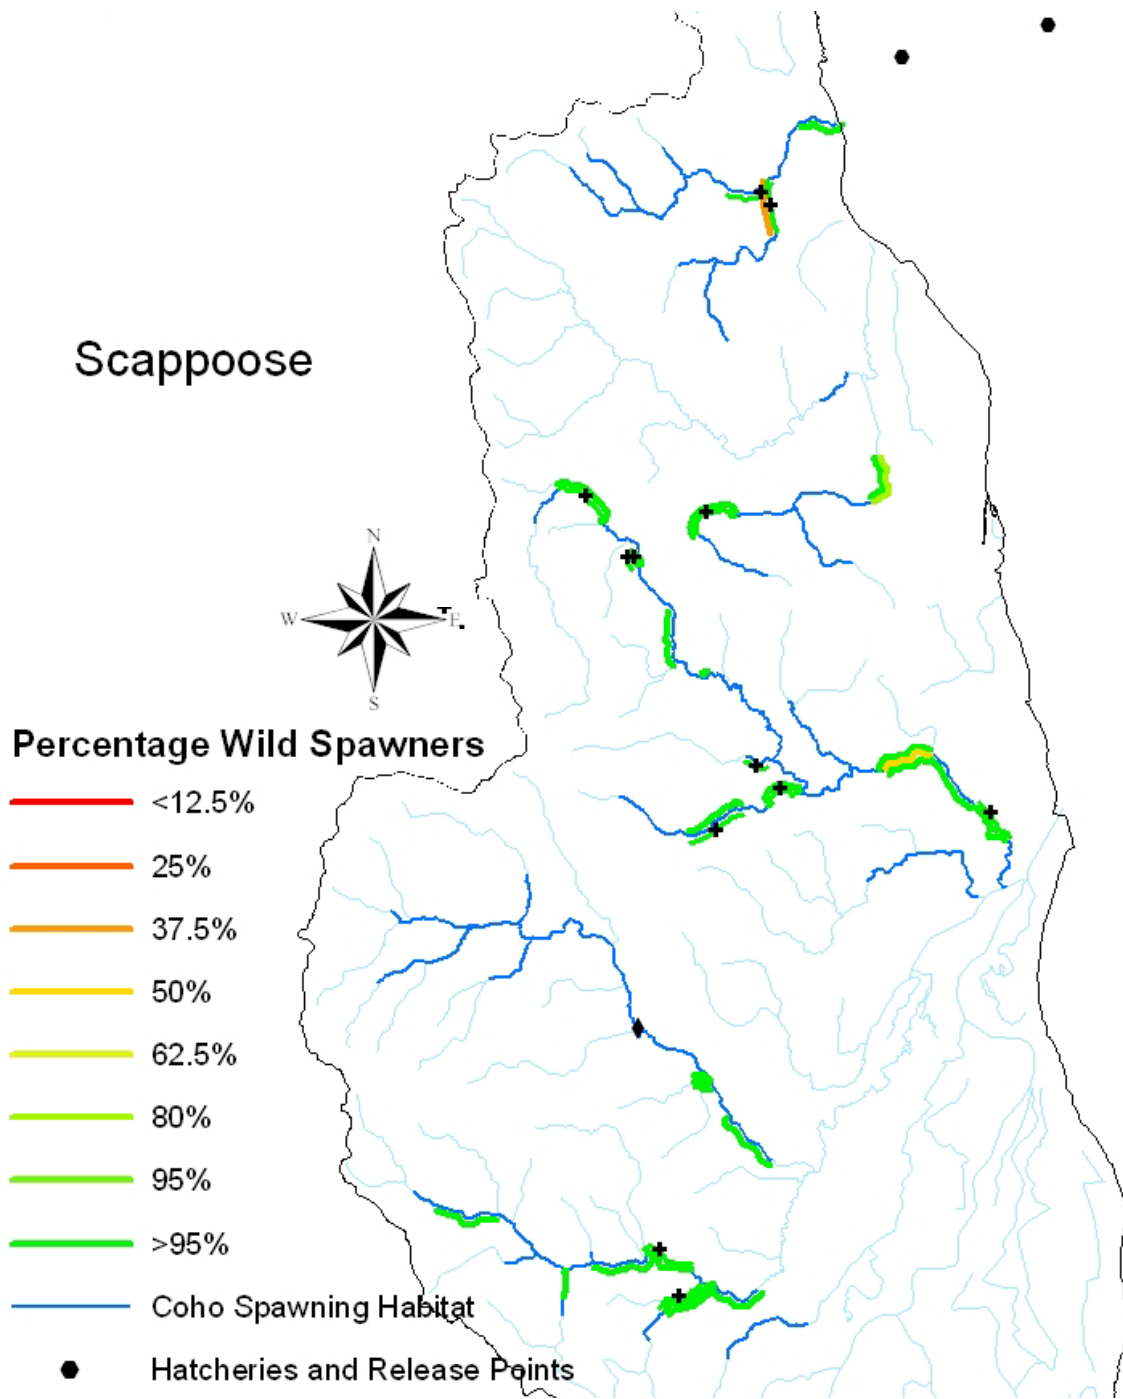 Scappoose
N
W
E
S
Percentage Wild Spawners
<12.5%
25%
37.5%
50%
62.5%
80%
95%
>95%
Coho Spawning Habitat
Hatcheries and Release Points